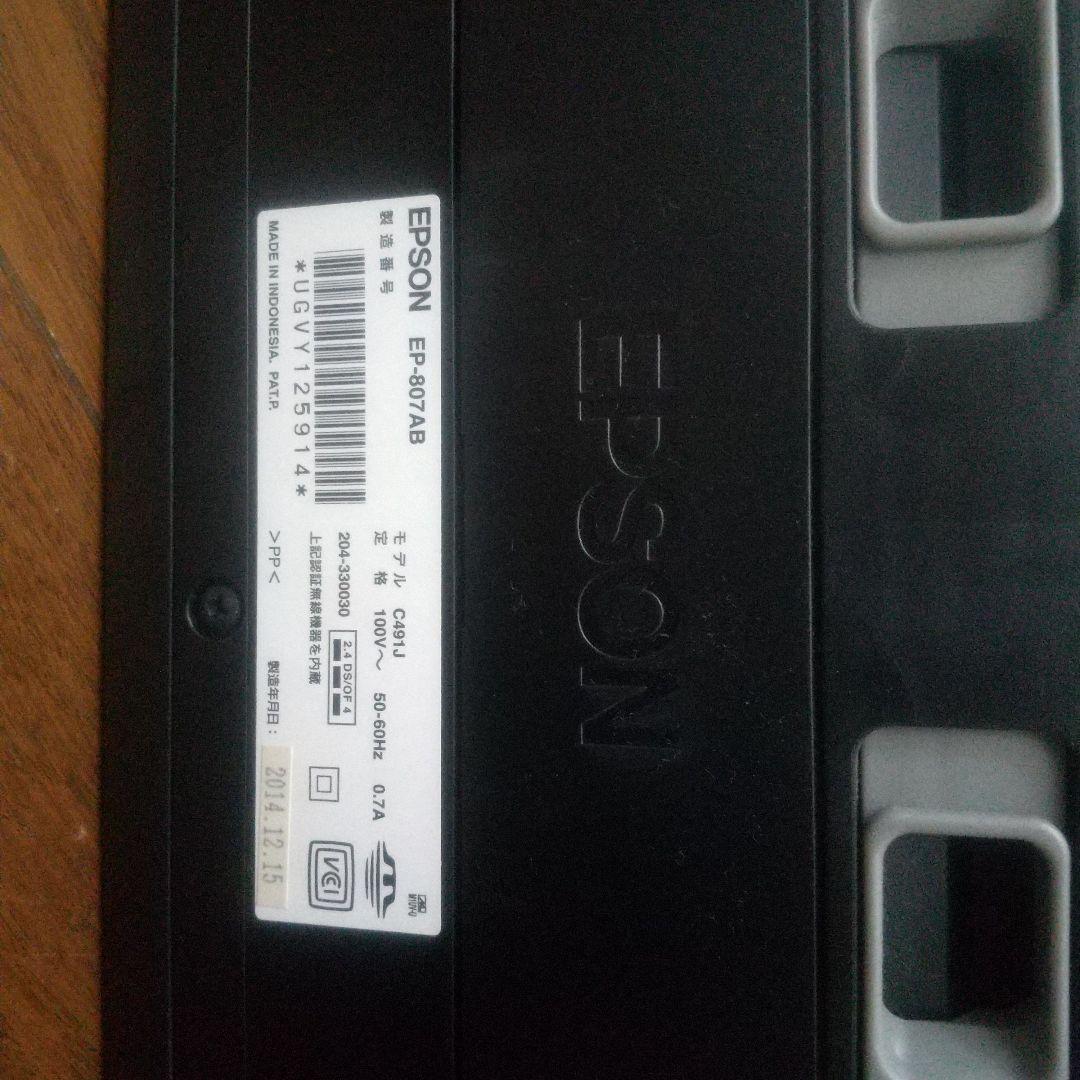 EPSON EP-807AB
製造番号
*UGVY125914*
MADE IN INDONESIA. PAT.P.
モデル C491J
定格 100V～ 50-60Hz 0.7A
204-330030 2.4 DS/OF 4
上記認証無線機器を内蔵
>PP<
製造年月日: 2014.12.15
VCI
EPSON